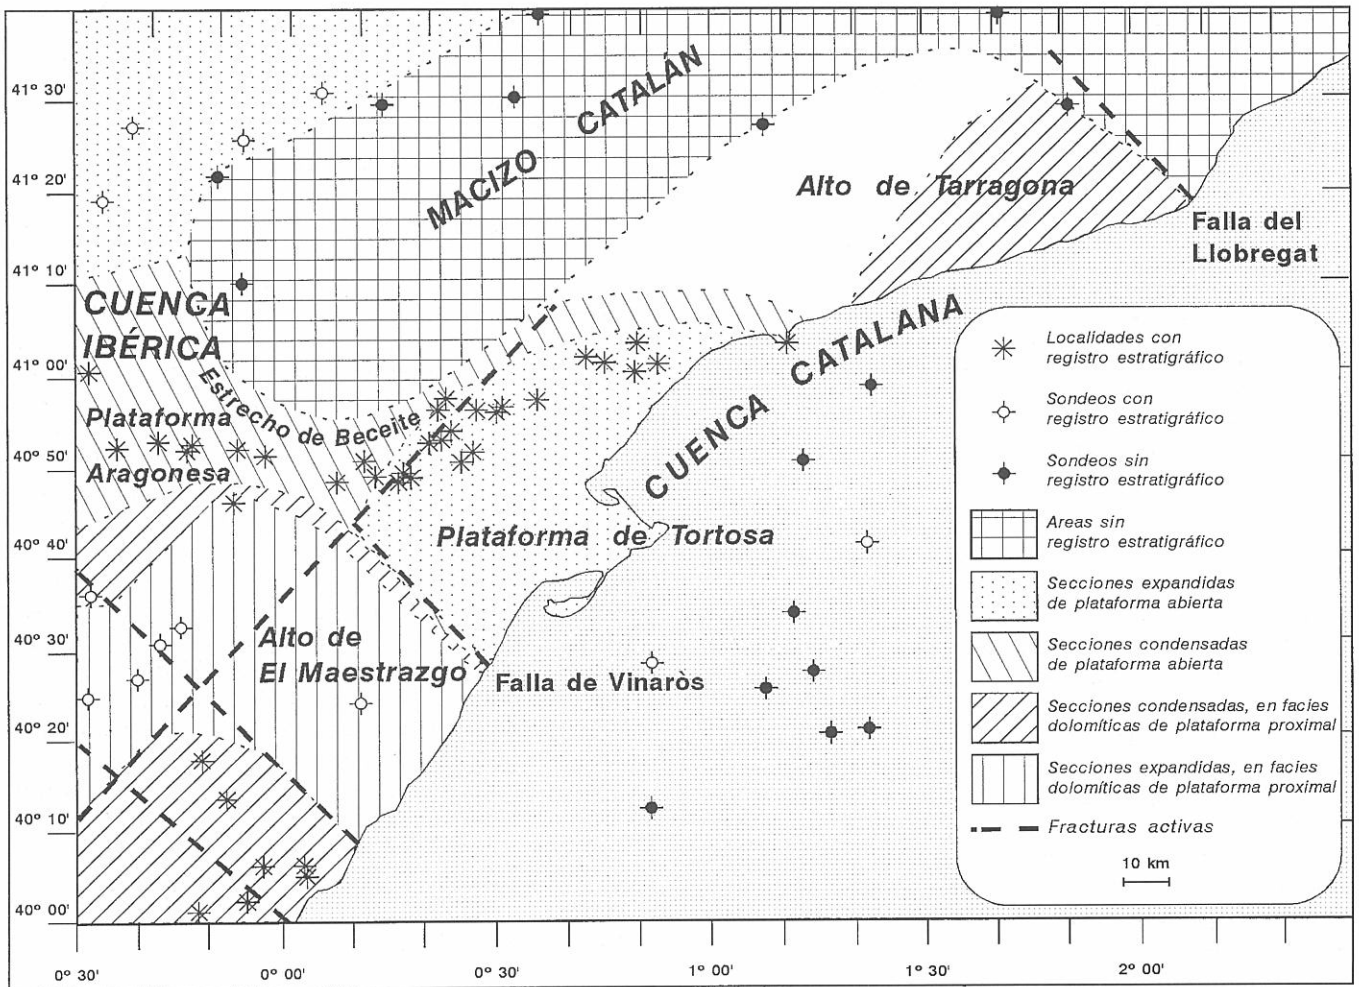 41° 30'
41° 20'
41° 10'
41° 00'
40° 50'
40° 40'
40° 30'
40° 20'
40° 10'
40° 00'
MACIZO CATALÁN
Alto de Tarragona
Falla del
Llobregat
CUENCA
IBÉRICA
Estrecho de Beceite
Plataforma
Aragonesa
CUENCA CATALANA
Plataforma de Tortosa
Alto de
El Maestrazgo
Falla de Vinaròs
Localidades con
registro estratigráfico
Sondeos con
registro estratigráfico
Sondeos sin
registro estratigráfico
Areas sin
registro estratigráfico
Secciones expandidas
de plataforma abierta
Secciones condensadas
de plataforma abierta
Secciones condensadas, en facies
dolomíticas de plataforma proximal
Secciones expandidas, en facies
dolomíticas de plataforma proximal
Fracturas activas
10 km
0° 30'
0° 00'
0° 30'
1° 00'
1° 30'
2° 00'